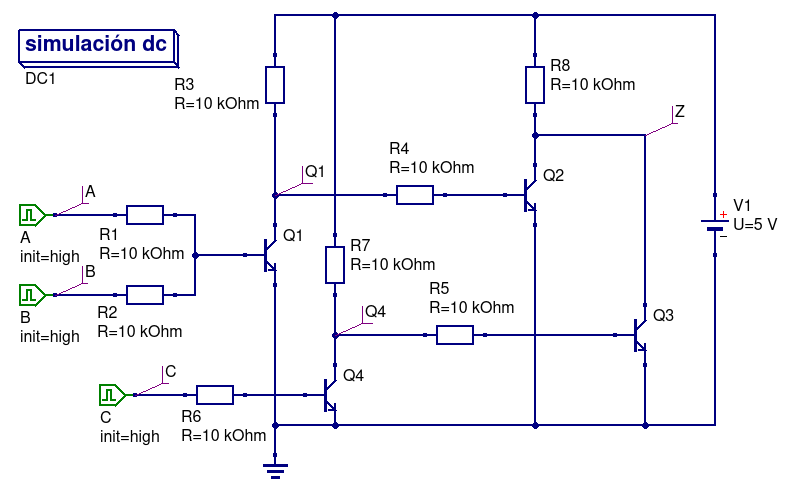 simulación dc
DC1
R3
R=10 kOhm
R8
R=10 kOhm
Z
R4
R=10 kOhm
Q1
Q2
A
A
init=high
R1
R=10 kOhm
Q1
V1
U=5 V
+
−
R7
R=10 kOhm
B
B
init=high
R2
R=10 kOhm
R5
R=10 kOhm
Q4
Q3
C
C
init=high
R6
R=10 kOhm
Q4